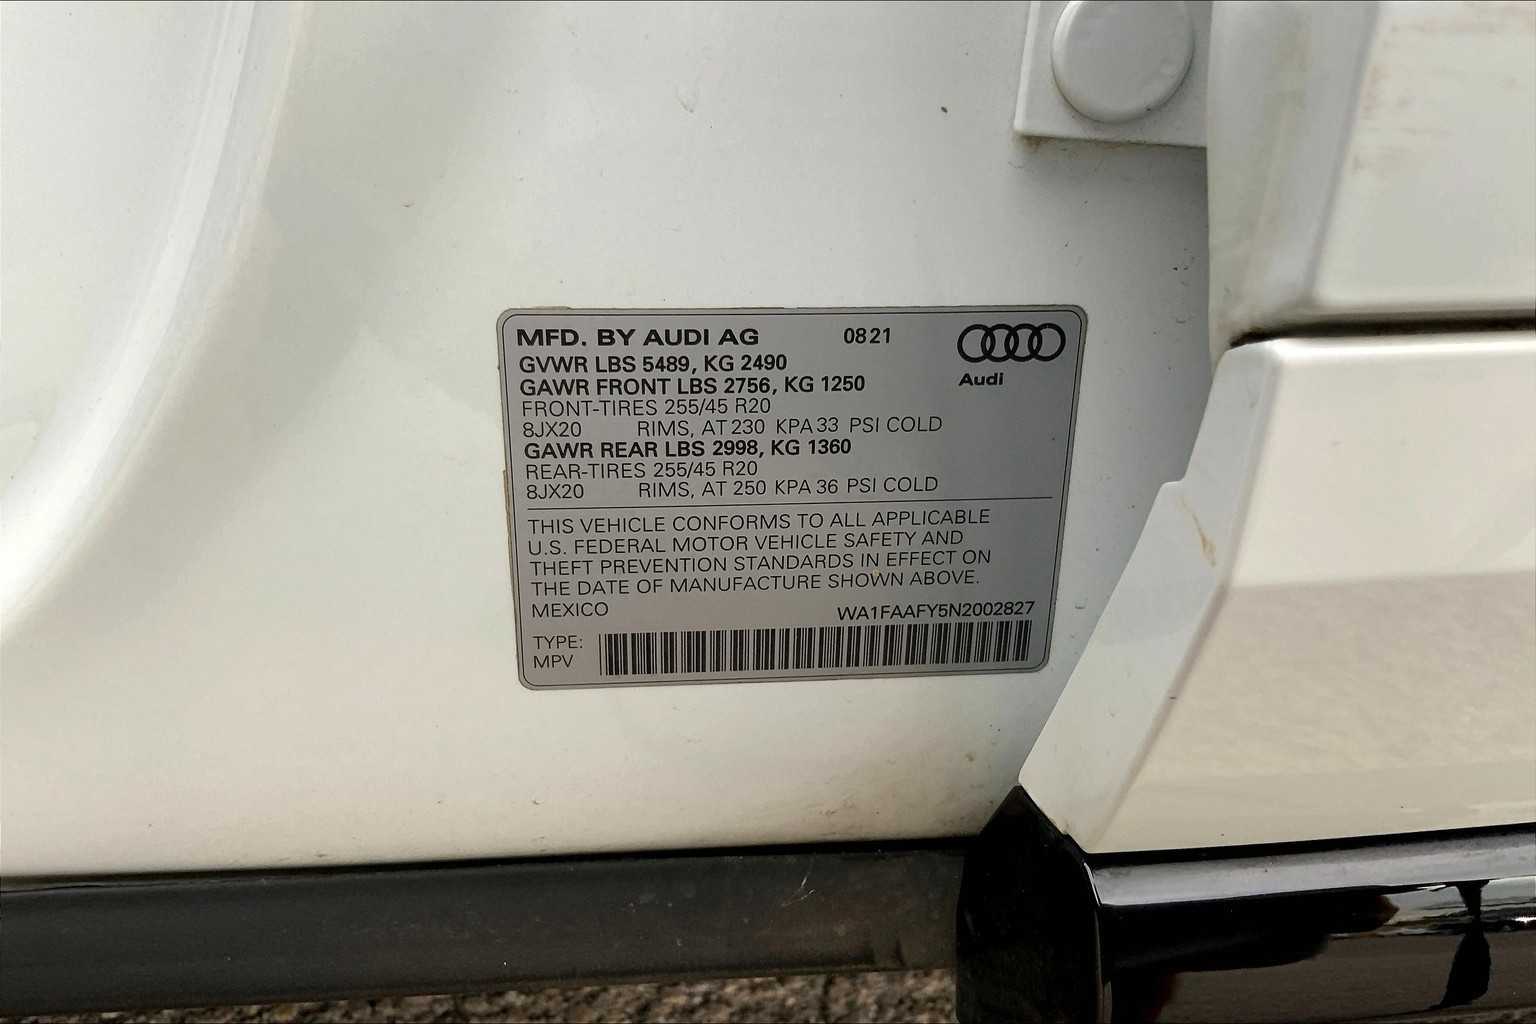 MFD. BY AUDI AG 0821
GVWR LBS 5489, KG 2490
GAWR FRONT LBS 2756, KG 1250
Audi
FRONT-TIRES 255/45 R20
8JX20 RIMS, AT 230 KPA 33 PSI COLD
GAWR REAR LBS 2998, KG 1360
REAR-TIRES 255/45 R20
8JX20 RIMS, AT 250 KPA 36 PSI COLD
THIS VEHICLE CONFORMS TO ALL APPLICABLE
U.S. FEDERAL MOTOR VEHICLE SAFETY AND
THEFT PREVENTION STANDARDS IN EFFECT ON
THE DATE OF MANUFACTURE SHOWN ABOVE.
MEXICO WA1FAAFY5N2002827
TYPE:
MPV